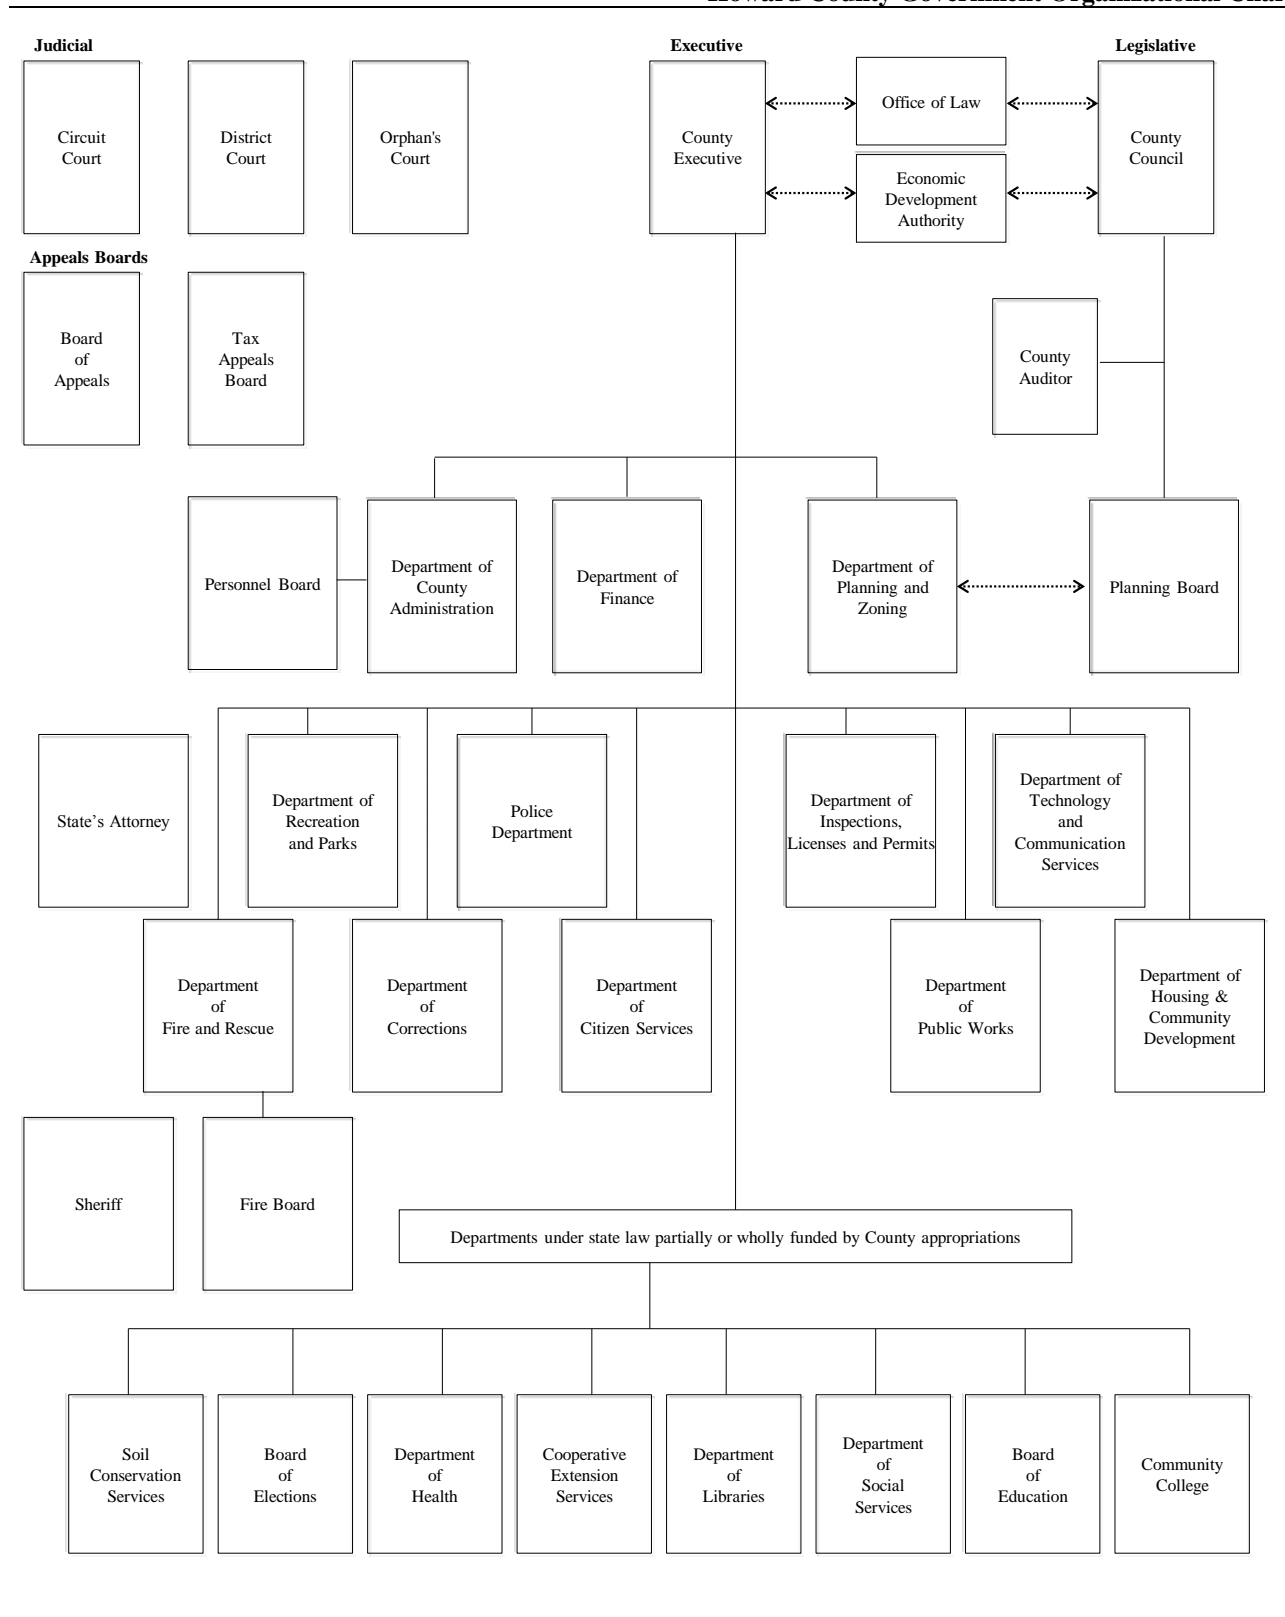 Howard County Government Organizational Char
Judicial
Executive
Legislative
Circuit
Court
District
Court
Orphan's
Court
County
Executive
Office of Law
Economic
Development
Authority
County
Council
Appeals Boards
Board
of
Appeals
Tax
Appeals
Board
County
Auditor
Personnel Board
Department of
County
Administration
Department of
Finance
Department of
Planning and
Zoning
Planning Board
State’s Attorney
Department of
Recreation
and Parks
Police
Department
Department of
Inspections,
Licenses and Permits
Department of
Technology
and
Communication
Services
Department
of
Fire and Rescue
Department
of
Corrections
Department
of
Citizen Services
Department
of
Public Works
Department of
Housing &
Community
Development
Sheriff
Fire Board
Departments under state law partially or wholly funded by County appropriations
Soil
Conservation
Services
Board
of
Elections
Department
of
Health
Cooperative
Extension
Services
Department
of
Libraries
Department
of
Social
Services
Board
of
Education
Community
College